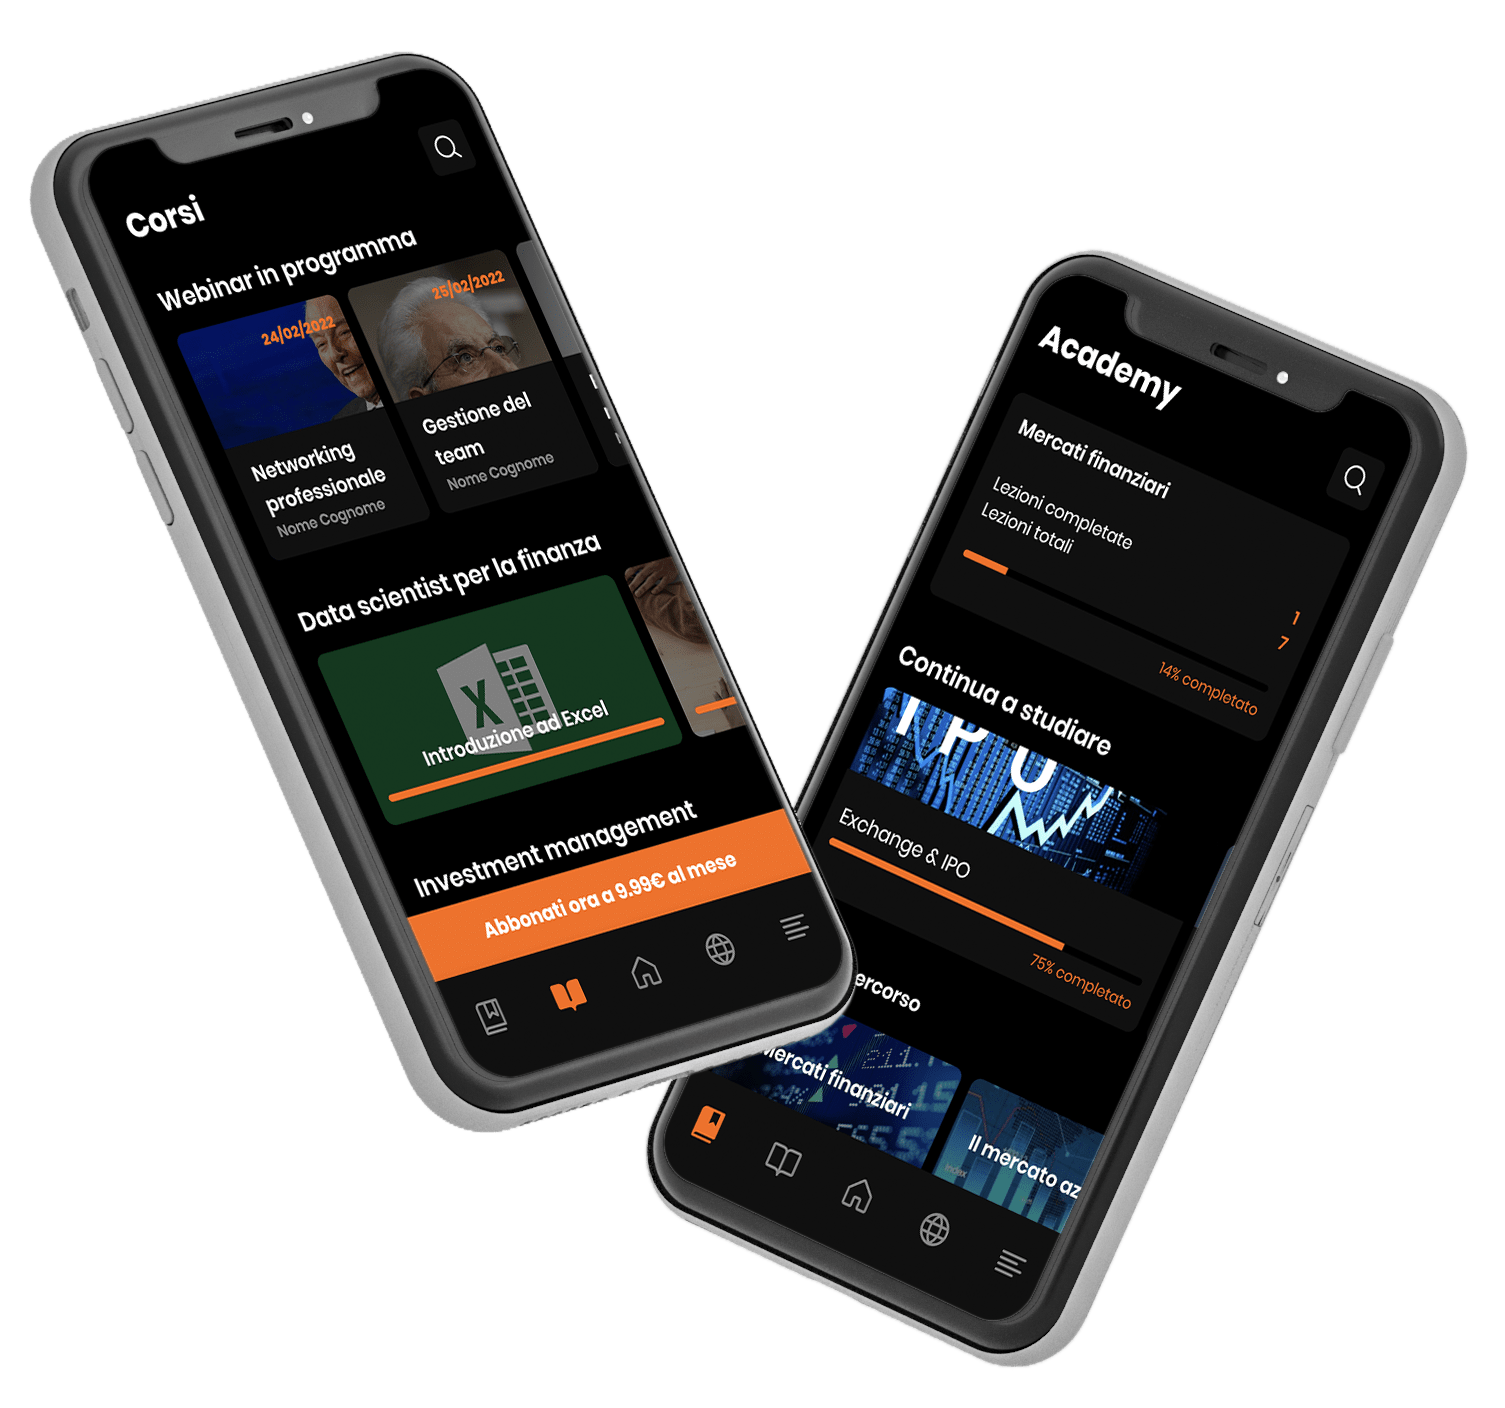 Corsi
Webinar in programma
24/02/2022
25/02/2022
Networking
professionale
Nome Cognome
Gestione del
team
Nome Cognome
Data scientist per la finanza
X
Introduzione ad Excel
Investment management
Abbonati ora a 9.99€ al mese
Academy
Mercati finanziari
Lezioni completate
1
Lezioni totali
7
14% completato
Continua a studiare
IPO
Exchange & IPO
75% completato
ercorso
Mercati finanziari
Index
Il mercato az